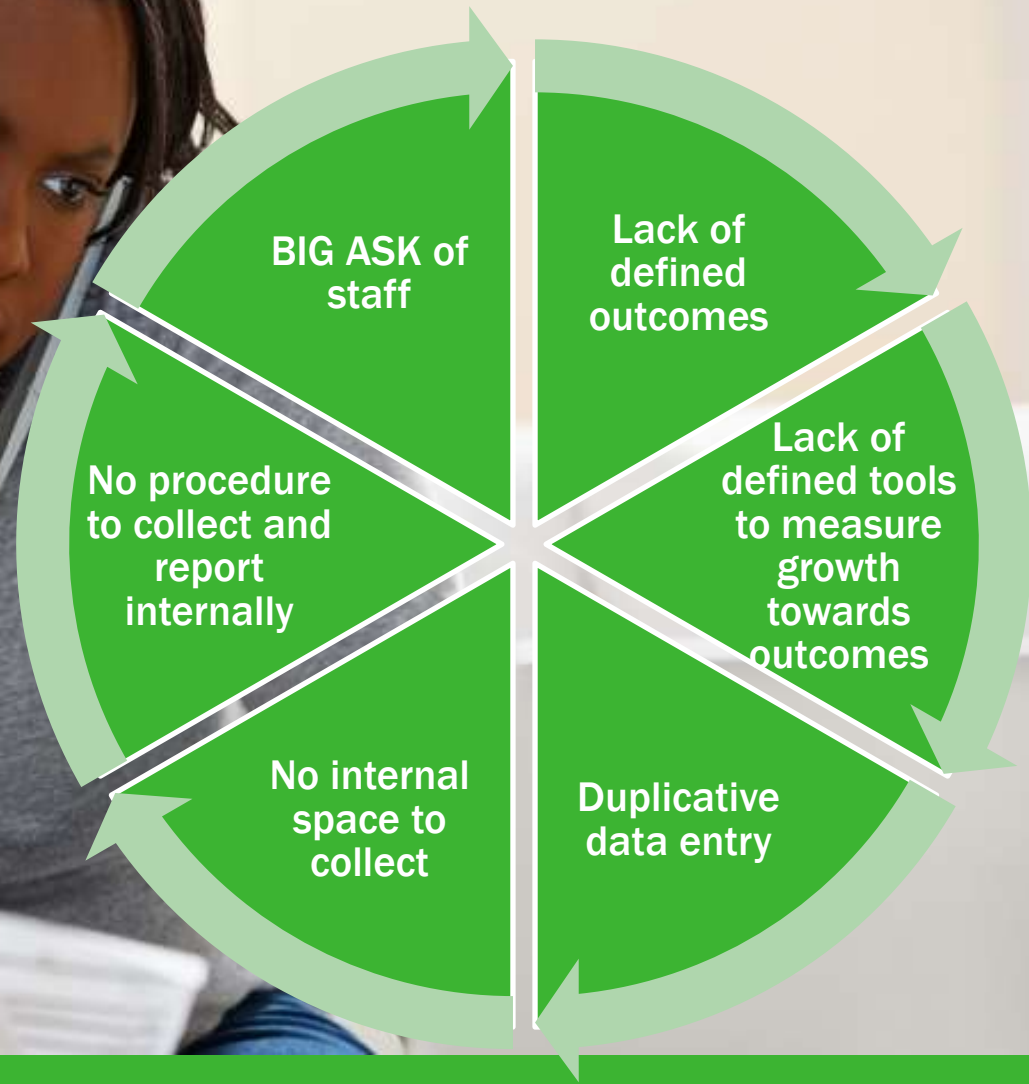 Lack of
defined
outcomes
Lack of
defined tools
to measure
growth
towards
outcomes
Duplicative
data entry
No internal
space to
collect
No procedure
to collect and
report
internally
BIG ASK of
staff